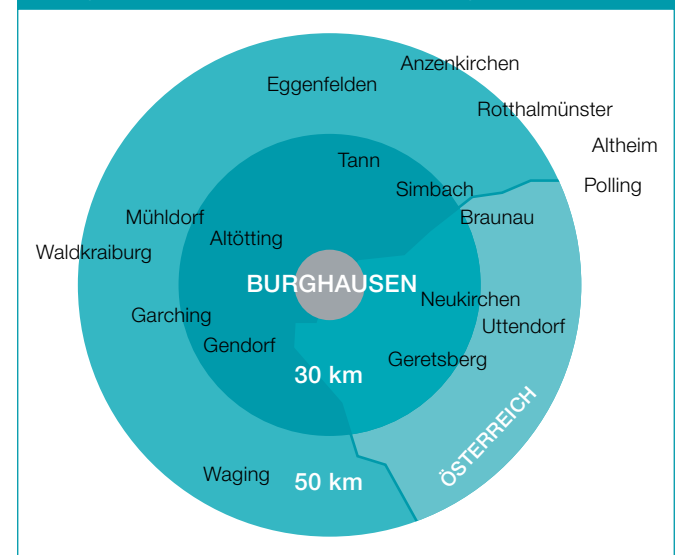 Anzenkirchen
Eggenfelden
Rotthalmünster
Altheim
Tann
Polling
Simbach
Mühldorf
Braunau
Altötting
Waldkraiburg
BURGHAUSEN
Neukirchen
Garching
Uttendorf
Gendorf
Geretsberg
30 km
ÖSTERREICH
Waging
50 km